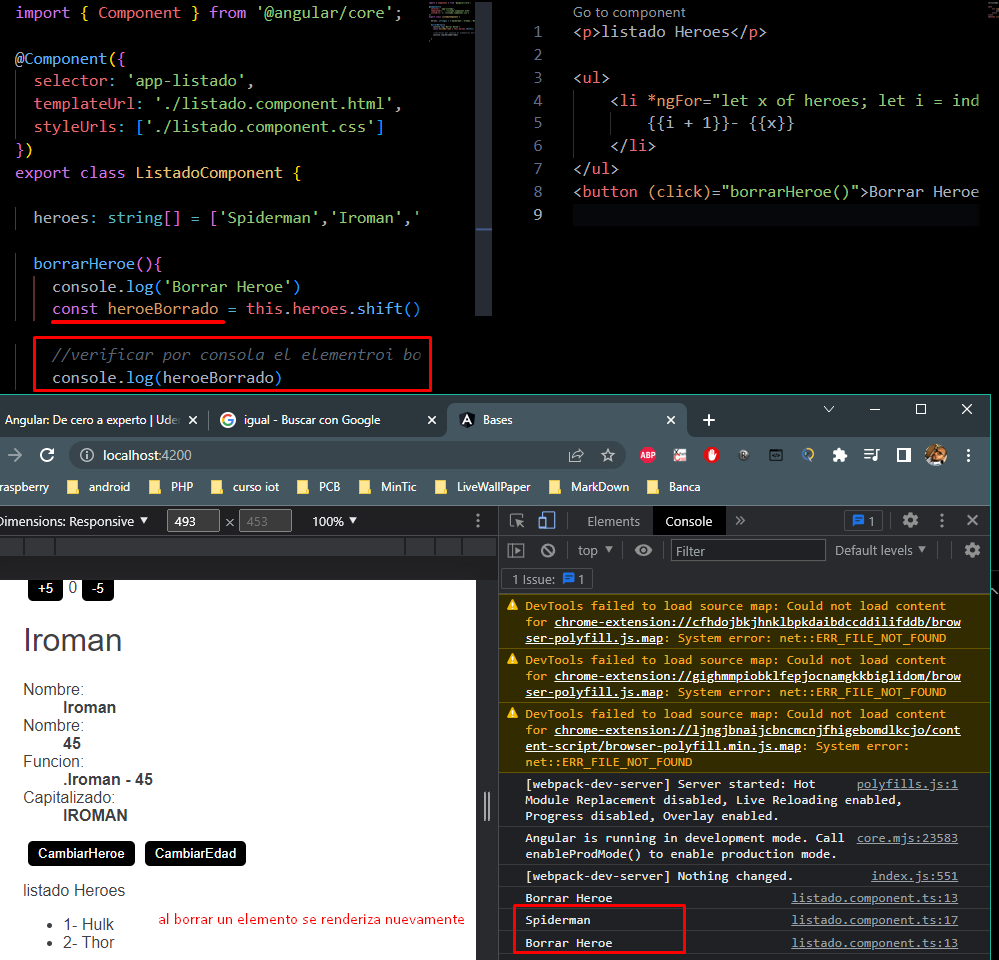 import { Component } from '@angular/core';
@Component({
selector: 'app-listado',
templateUrl: './listado.component.html',
styleUrls: ['./listado.component.css']
})
export class ListadoComponent {
heroes: string[] = ['Spiderman','Iroman','
borrarHeroe(){
console.log('Borrar Heroe')
const heroeBorrado = this.heroes.shift()
//verificar por consola el elementroi bo
console.log(heroeBorrado)
Go to component
1 <p>listado Heroes</p>
2
3 <ul>
4 <li *ngFor="let x of heroes; let i = ind
5 {{i + 1}}- {{x}}
6 </li>
7 </ul>
8 <button (click)="borrarHeroe()">Borrar Heroe
9
Angular: De cero a experto | Ude
igual - Buscar con Google
Bases
localhost:4200
ABP
raspberry
android
PHP
curso iot
PCB
MinTic
LiveWallPaper
MarkDown
Banca
Dimensions: Responsive
493 × 453
100%
Elements
Console
1
top
Filter
Default levels
1 Issue: 1
+5 0 -5
Iroman
Nombre:
Iroman
Nombre:
45
Funcion:
.Iroman - 45
Capitalizado:
IROMAN
CambiarHeroe
CambiarEdad
listado Heroes
1- Hulk
2- Thor
al borrar un elemento se renderiza nuevamente
DevTools failed to load source map: Could not load content
for chrome-extension://cfhdojbkjhnklbpkdaibdccddilifddb/brow
ser-polyfill.js.map: System error: net::ERR_FILE_NOT_FOUND
DevTools failed to load source map: Could not load content
for chrome-extension://gighmmpiobklfepjocnamgkkbiglidom/brow
ser-polyfill.js.map: System error: net::ERR_FILE_NOT_FOUND
DevTools failed to load source map: Could not load content
for chrome-extension://ljngjbnaijcbncmcnjfhigebomdlkcjo/cont
ent-script/browser-polyfill.min.js.map: System error:
net::ERR_FILE_NOT_FOUND
[webpack-dev-server] Server started: Hot polyfills.js:1
Module Replacement disabled, Live Reloading enabled,
Progress disabled, Overlay enabled.
Angular is running in development mode. Call core.mjs:23583
enableProdMode() to enable production mode.
[webpack-dev-server] Nothing changed. index.js:551
Borrar Heroe listado.component.ts:13
Spiderman listado.component.ts:17
Borrar Heroe listado.component.ts:13